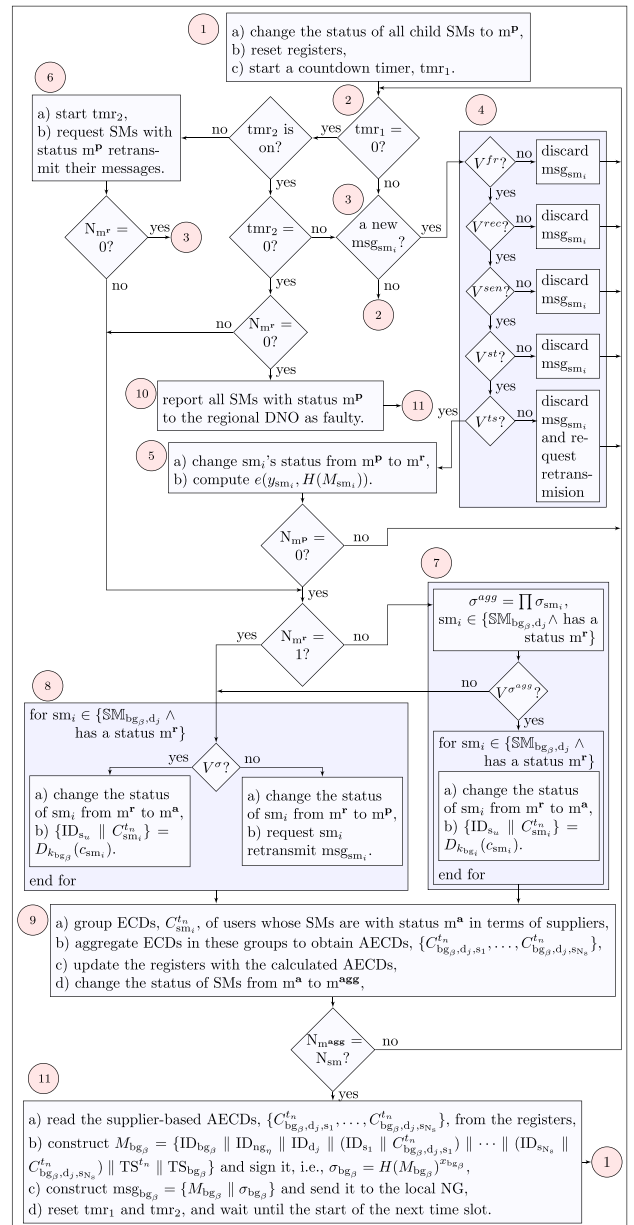 1
a) change the status of all child SMs to m^p,
b) reset registers,
c) start a countdown timer, tmr₁.
6
a) start tmr₂,
b) request SMs with
status m^p retrans-
mit their messages.
no
tmr₂ is
on?
yes
2
tmr₁ =
0?
yes
no
4
V^fr?
no
discard
msg_sm_i
yes
V^rec?
no
discard
msg_sm_i
yes
V^sen?
no
discard
msg_sm_i
yes
V^st?
no
discard
msg_sm_i
yes
V^ts?
no
yes
discard
msg_sm_i
and re-
quest
retrans-
mision
N_m^r =
0?
yes
3
no
tmr₂ =
0?
no
yes
3
a new
msg_sm_i?
yes
no
2
N_m^r =
0?
no
yes
10
report all SMs with status m^p
to the regional DNO as faulty.
11
5
a) change sm_i's status from m^p to m^r,
b) compute e(y_sm_i, H(M_sm_i)).
N_m^p =
0?
no
yes
N_m^r =
1?
yes
no
7
σ^agg = ∏ σ_sm_i,
sm_i ∈ {𝕊𝕄_bg_β,d_j ∧ has a
status m^r}
V^σ^agg?
no
yes
for sm_i ∈ {𝕊𝕄_bg_β,d_j ∧
has a status m^r}
a) change the status
of sm_i from m^r to m^a,
b) {ID_s_u ∥ C^t_n_sm_i} =
D_k_bg_i(c_sm_i).
end for
8
for sm_i ∈ {𝕊𝕄_bg_β,d_j ∧
has a status m^r}
V^σ?
yes
no
a) change the status
of sm_i from m^r to m^a,
b) {ID_s_u ∥ C^t_n_sm_i} =
D_k_bg_β(c_sm_i).
a) change the status
of sm_i from m^r to m^p,
b) request sm_i
retransmit msg_sm_i.
end for
9
a) group ECDs, C^t_n_sm_i, of users whose SMs are with status m^a in terms of suppliers,
b) aggregate ECDs in these groups to obtain AECDs, {C^t_n_bg_β,d_j,s_1, . . . , C^t_n_bg_β,d_j,s_N_s},
c) update the registers with the calculated AECDs,
d) change the status of SMs from m^a to m^agg,
N_m^agg =
N_sm?
no
yes
11
a) read the supplier-based AECDs, {C^t_n_bg_β,d_j,s_1, . . . , C^t_n_bg_β,d_j,s_N_s}, from the registers,
b) construct M_bg_β = {ID_bg_β ∥ ID_ng_η ∥ ID_d_j ∥ (ID_s_1 ∥ C^t_n_bg_β,d_j,s_1) ∥ · · · ∥ (ID_s_N_s ∥
C^t_n_bg_β,d_j,s_N_s) ∥ TS^t_n ∥ TS_bg_β} and sign it, i.e., σ_bg_β = H(M_bg_β)^x_bg_β,
c) construct msg_bg_β = {M_bg_β ∥ σ_bg_β} and send it to the local NG,
d) reset tmr₁ and tmr₂, and wait until the start of the next time slot.
1